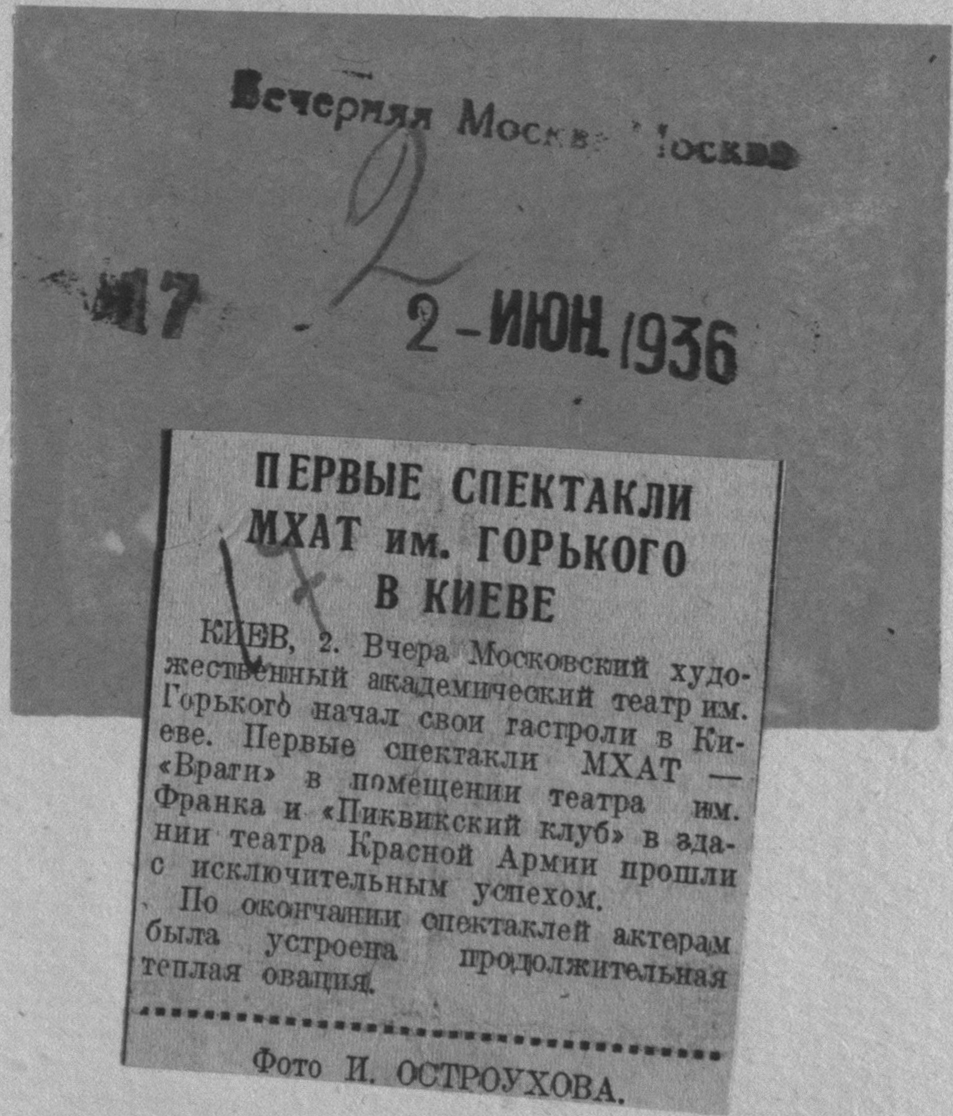 Вечерняя Москва Москва
2
17
2 - ИЮН. 1936
ПЕРВЫЕ СПЕКТАКЛИ
МХАТ им. ГОРЬКОГО
В КИЕВЕ
КИЕВ, 2. Вчера Московский худо-
жественный академический театр им.
Горького начал свои гастроли в Ки-
еве. Первые спектакли МХАТ —
«Враги» в помещении театра им.
Франка и «Пиквикский клуб» в зда-
нии театра Красной Армии прошли
с исключительным успехом.
По окончании спектаклей актерам
была устроена продолжительная
теплая овация.
Фото И. ОСТРОУХОВА.